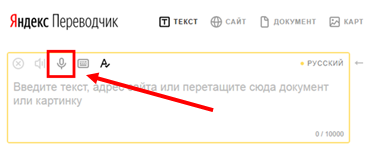 Яндекс Переводчик
ТЕКСТ
САЙТ
ДОКУМЕНТ
КАРТ
РУССКИЙ
Введите текст, адрес сайта или перетащите сюда документ
или картинку
0 / 10000